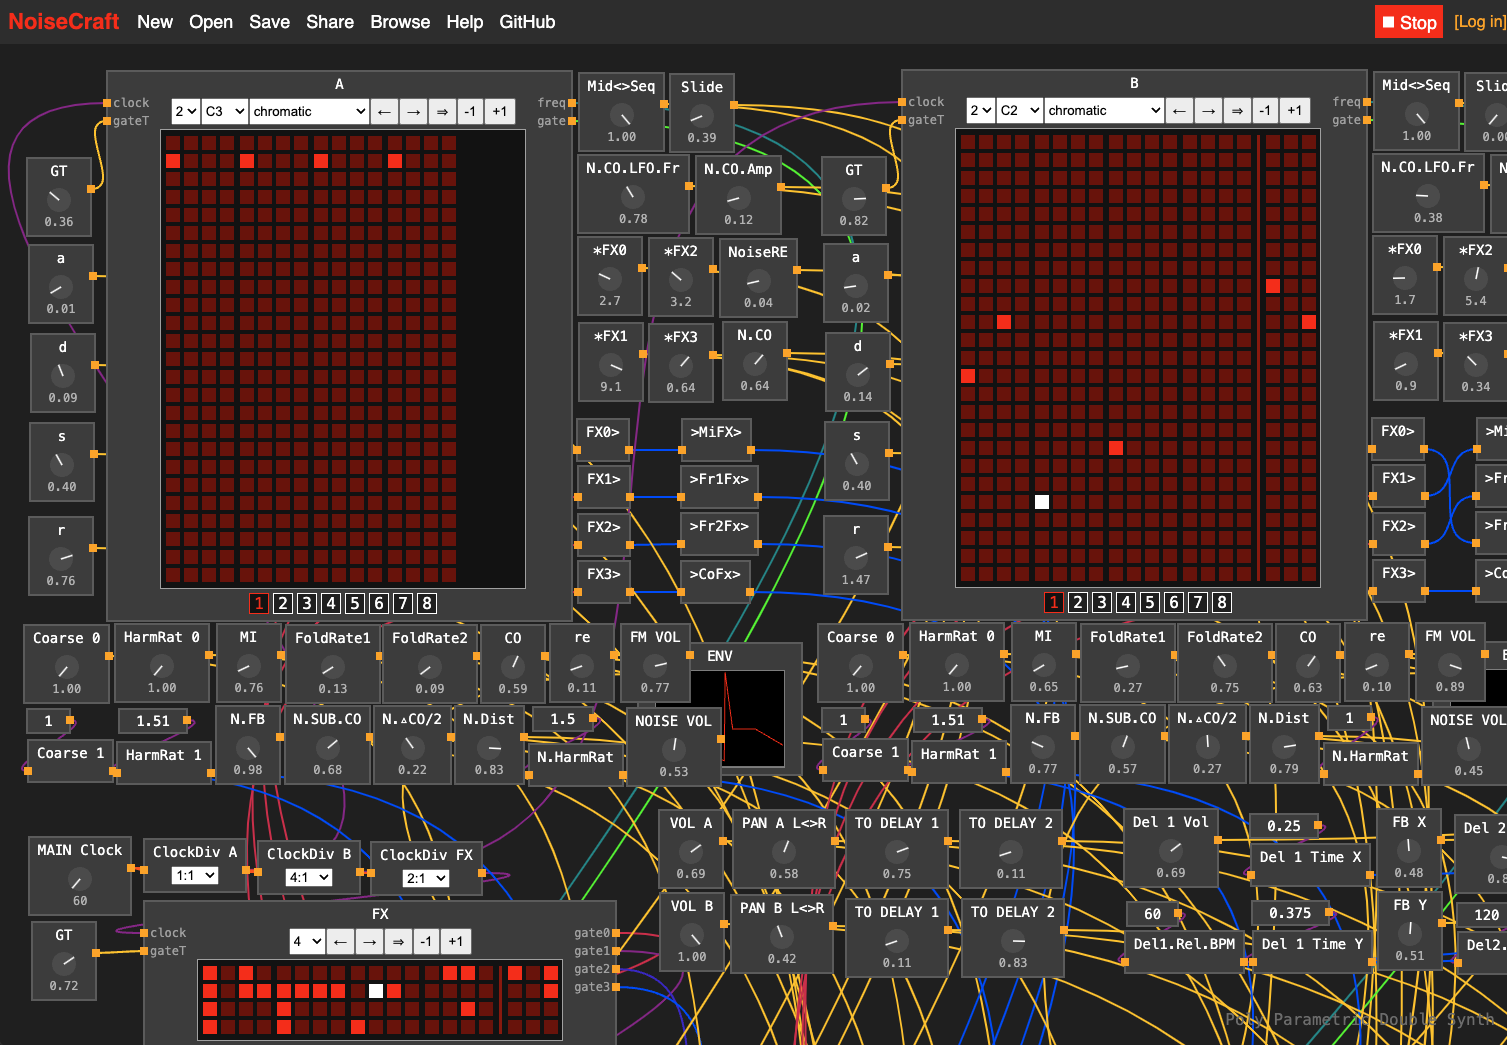 NoiseCraft New Open Save Share Browse Help GitHub Stop [Log in]
A
clock
gateT
2 C3 chromatic ← → ⇒ -1 +1
freq
gate
Mid<>Seq
1.00
Slide
0.39
B
2 C2 chromatic ← → ⇒ -1 +1
clock
gateT
freq
gate
Mid<>Seq
1.00
0.00
GT
0.36
N.CO.LFO.Fr
0.78
N.CO.Amp
0.12
GT
0.82
N.CO.LFO.Fr
0.38
a
0.01
*FX0
2.7
*FX2
3.2
NoiseRE
0.04
a
0.02
*FX0
1.7
*FX2
5.4
d
0.09
*FX1
9.1
*FX3
0.64
N.CO
0.64
d
0.14
*FX1
0.9
*FX3
0.34
s
0.40
FX0>
>MiFX>
s
0.40
FX0>
FX1>
>Fr1Fx>
FX1>
r
0.76
FX2>
>Fr2Fx>
r
1.47
FX2>
FX3>
>CoFx>
FX3>
1 2 3 4 5 6 7 8
1 2 3 4 5 6 7 8
Coarse 0
1.00
HarmRat 0
1.00
MI
0.76
FoldRate1
0.13
FoldRate2
0.09
CO
0.59
re
0.11
FM VOL
0.77
ENV
Coarse 0
1.00
HarmRat 0
1.00
MI
0.65
FoldRate1
0.27
FoldRate2
0.75
CO
0.63
re
0.10
FM VOL
0.89
1
Coarse 1
1.51
HarmRat 1
N.FB
0.98
N.SUB.CO
0.68
N.▵CO/2
0.22
N.Dist
0.83
1.5
N.HarmRat
NOISE VOL
0.53
1
Coarse 1
1.51
HarmRat 1
N.FB
0.77
N.SUB.CO
0.57
N.▵CO/2
0.27
N.Dist
0.79
1
N.HarmRat
NOISE VOL
0.45
MAIN Clock
60
ClockDiv A
1:1
ClockDiv B
4:1
ClockDiv FX
2:1
VOL A
0.69
PAN A L<>R
0.58
TO DELAY 1
0.75
TO DELAY 2
0.11
Del 1 Vol
0.69
0.25
Del 1 Time X
FB X
0.48
Del 2
GT
0.72
FX
clock
gateT
4 ← → ⇒ -1 +1
gate0
gate1
gate2
gate3
VOL B
1.00
PAN B L<>R
0.42
TO DELAY 1
0.11
TO DELAY 2
0.83
60
Del1.Rel.BPM
0.375
Del 1 Time Y
FB Y
0.51
120
Del2.
Poly Parametric Double Synth